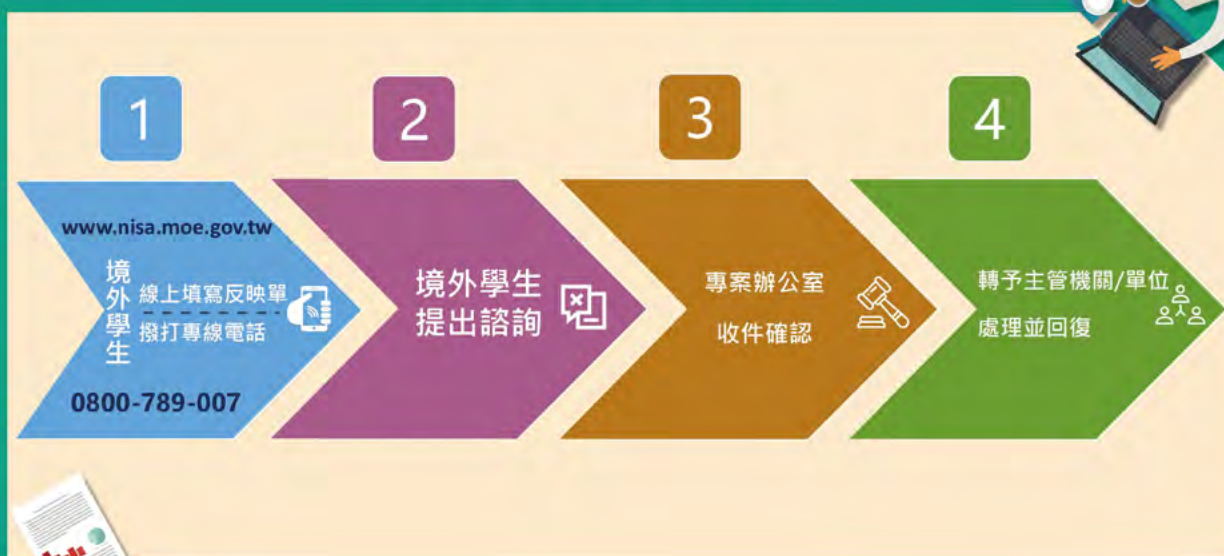 1
www.nisa.moe.gov.tw
境外學生
線上填寫反映單
撥打專線電話
0800-789-007
2
境外學生
提出諮詢
3
專案辦公室
收件確認
4
轉予主管機關/單位
處理並回復